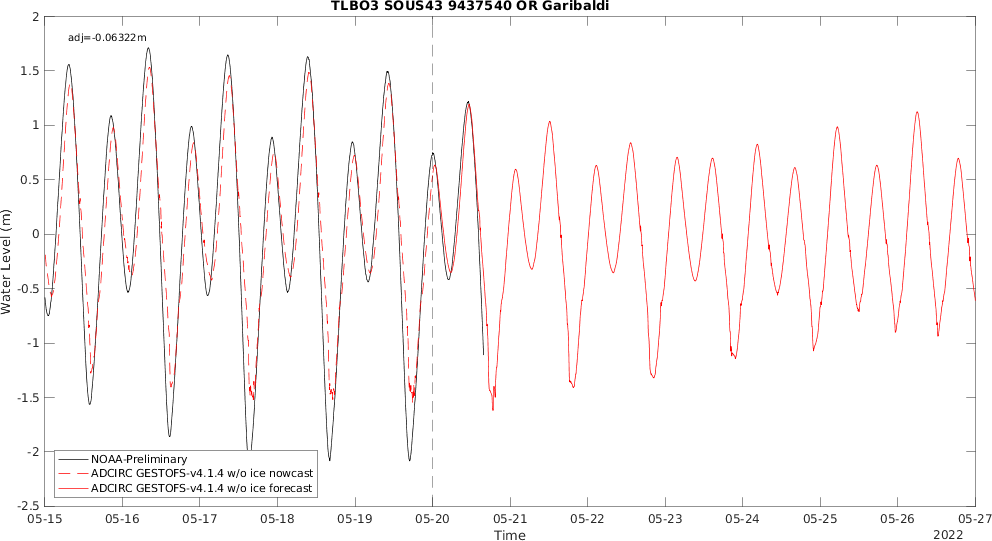 TLBO3 SOUS43 9437540 OR Garibaldi
adj=-0.06322m
2
1.5
1
0.5
0
-0.5
-1
-1.5
-2
-2.5
Water Level (m)
NOAA-Preliminary
ADCIRC GESTOFS-v4.1.4 w/o ice nowcast
ADCIRC GESTOFS-v4.1.4 w/o ice forecast
05-15 05-16 05-17 05-18 05-19 05-20 05-21 05-22 05-23 05-24 05-25 05-26 05-27
Time
2022